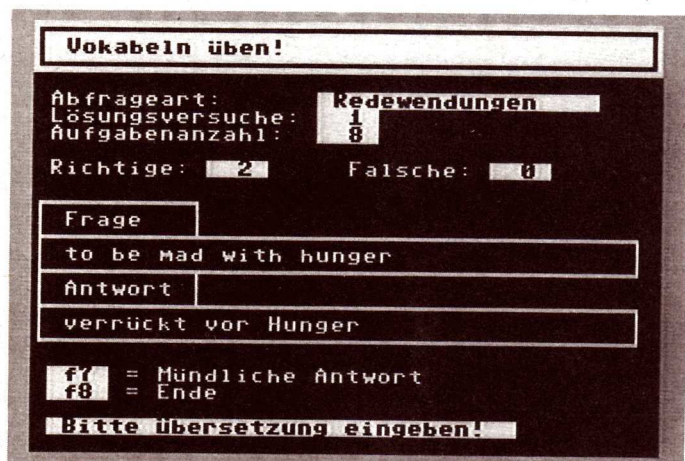 Vokabeln üben!
Abfrageart: Redewendungen
Lösungsversuche: 1
Aufgabenanzahl: 8
Richtige: 2 Falsche: 0
Frage
to be mad with hunger
Antwort
verrückt vor Hunger
f7 = Mündliche Antwort
f8 = Ende
Bitte übersetzung eingeben!